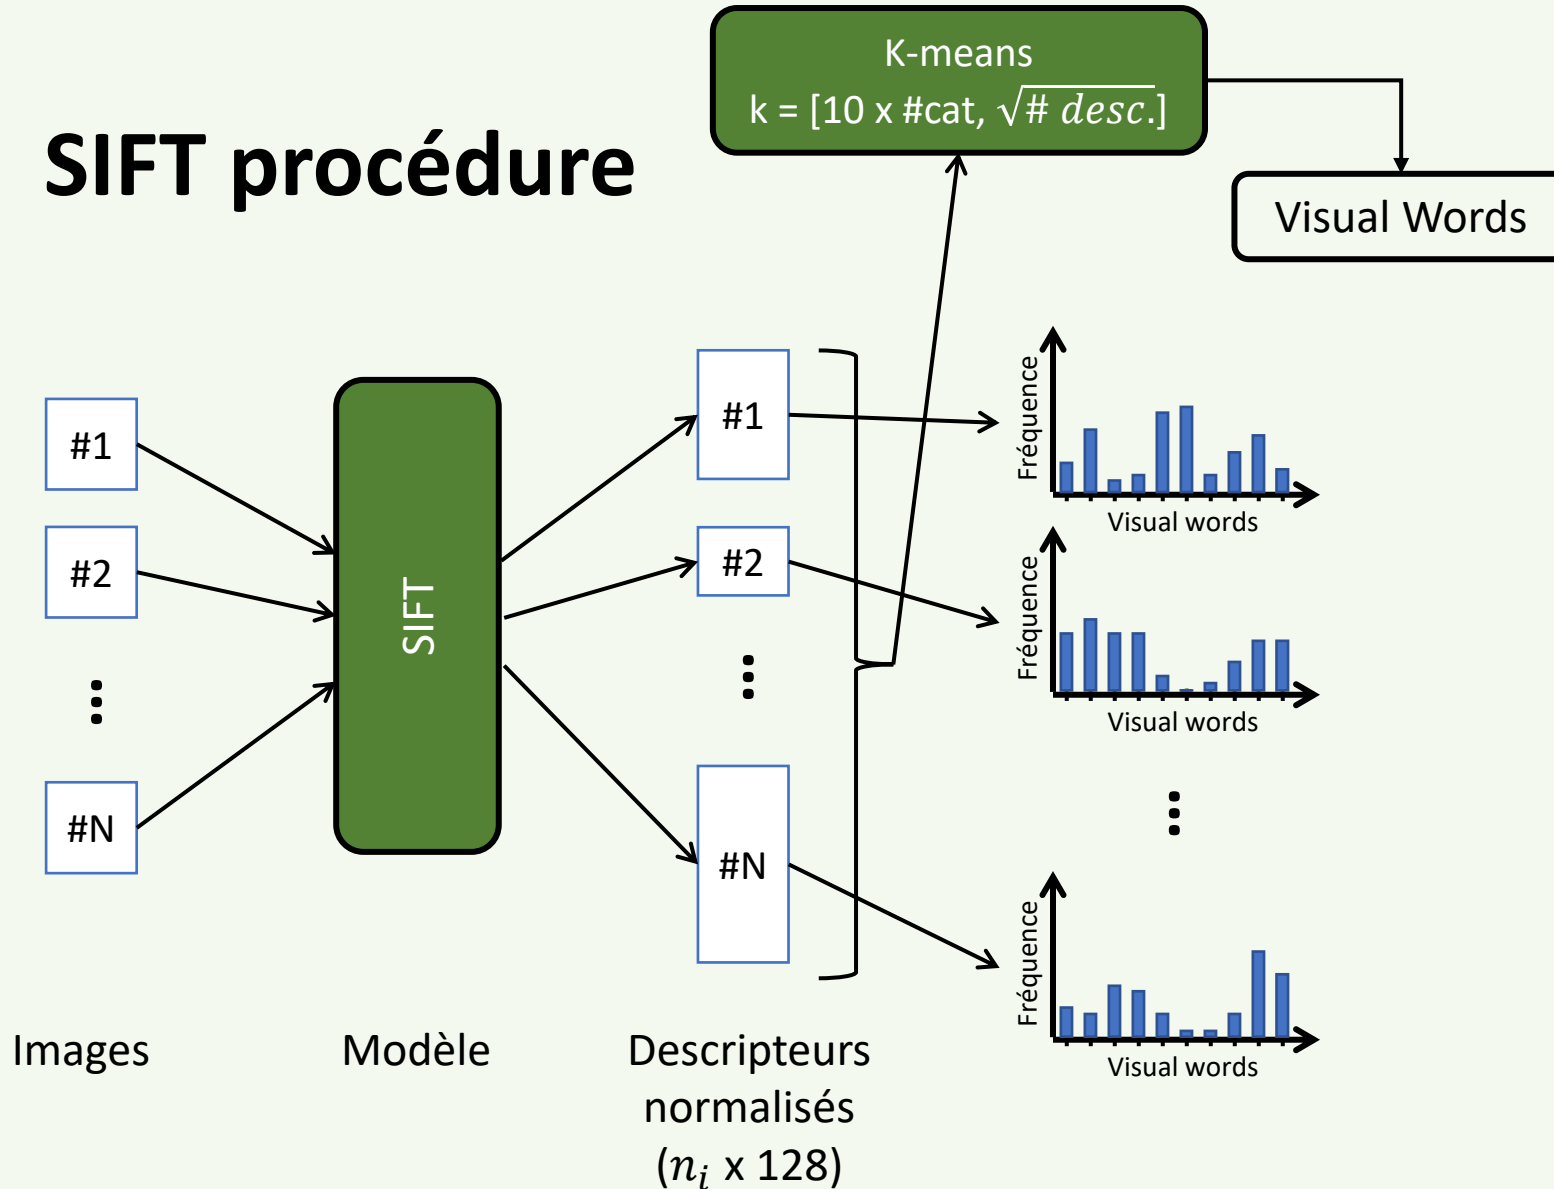 K-means
k = [10 x #cat, √# desc.]
SIFT procédure
Visual Words
#1
#2
#N
SIFT
#1
#2
#N
Fréquence
Visual words
Fréquence
Visual words
Fréquence
Visual words
Images
Modèle
Descripteurs
normalisés
(nᵢ x 128)